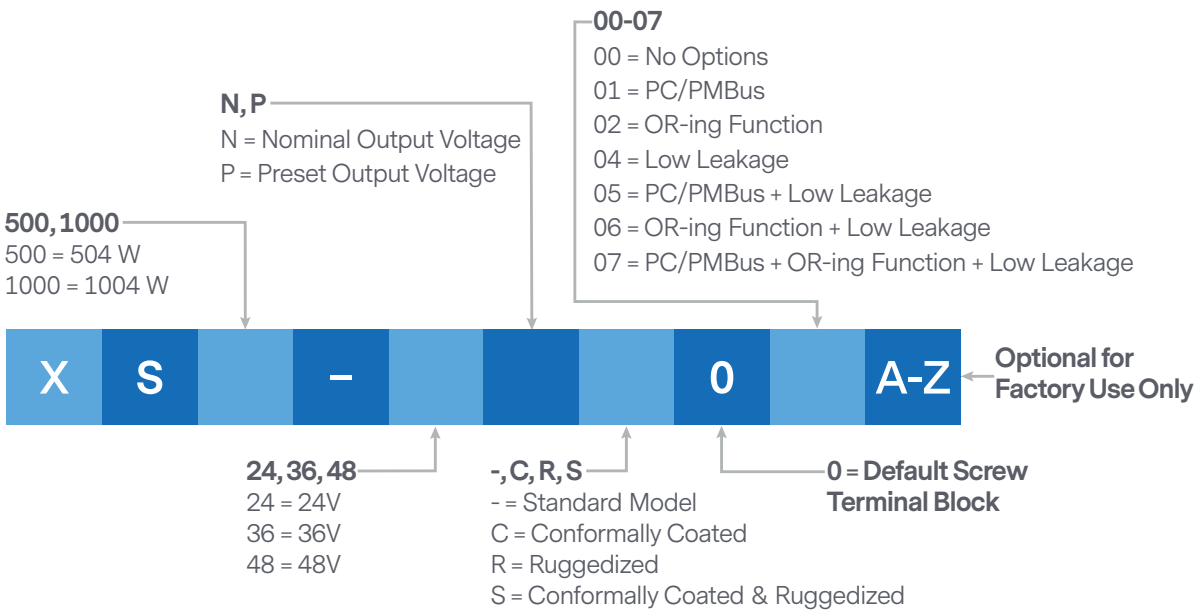 00-07
00 = No Options
01 = PC/PMBus
02 = OR-ing Function
04 = Low Leakage
05 = PC/PMBus + Low Leakage
06 = OR-ing Function + Low Leakage
07 = PC/PMBus + OR-ing Function + Low Leakage
N, P
N = Nominal Output Voltage
P = Preset Output Voltage
500, 1000
500 = 504 W
1000 = 1004 W
X S - 0 A-Z
Optional for
Factory Use Only
24, 36, 48
24 = 24V
36 = 36V
48 = 48V
-, C, R, S
- = Standard Model
C = Conformally Coated
R = Ruggedized
S = Conformally Coated & Ruggedized
0 = Default Screw
Terminal Block